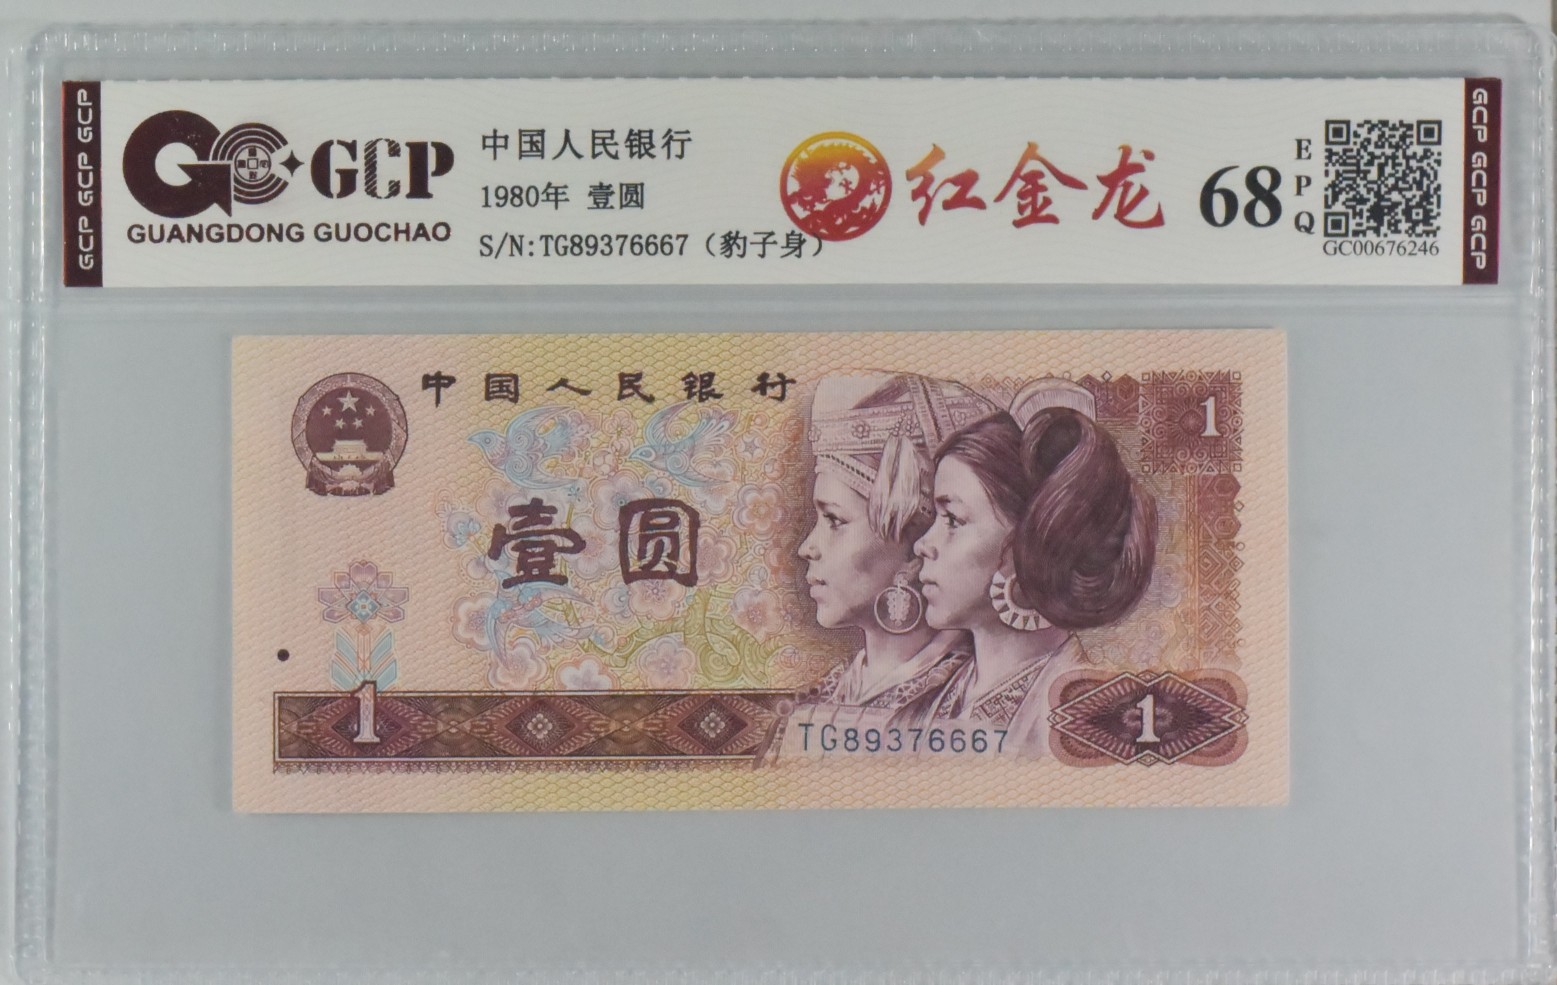 GCP GCP GCP
GCP
GUANGDONG GUOCHAO
中国人民银行
1980年 壹圆
S/N:TG89376667（豹子身）
红金龙
68
EPQ
GC00676246
GCP GCP GCP
中国人民银行
1
壹圆
1
TG89376667
1